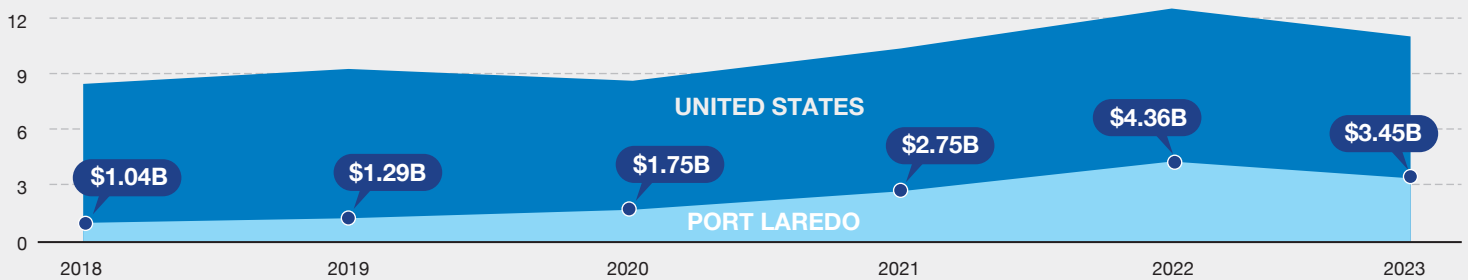 12
9
UNITED STATES
6
$4.36B
$3.45B
$2.75B
$1.75B
$1.29B
$1.04B
3
PORT LAREDO
0
2018 2019 2020 2021 2022 2023